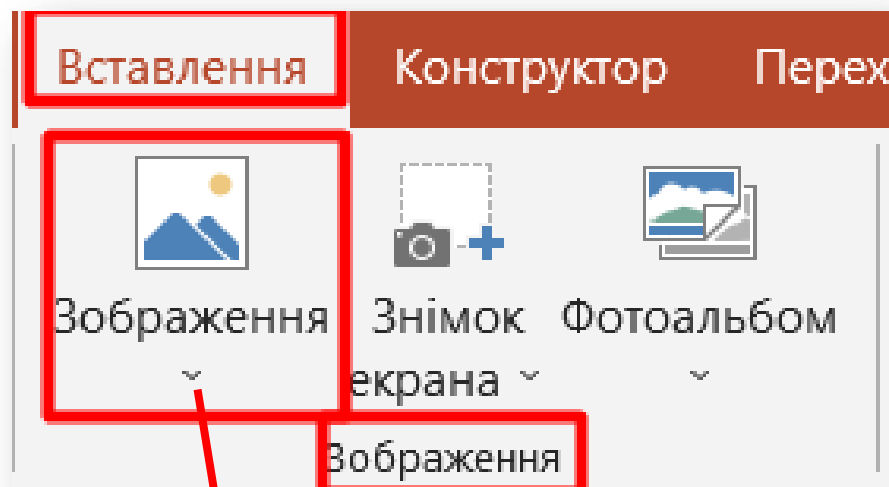 Вставлення Конструктор Перех
Зображення Знімок Фотоальбом
екрана
Зображення